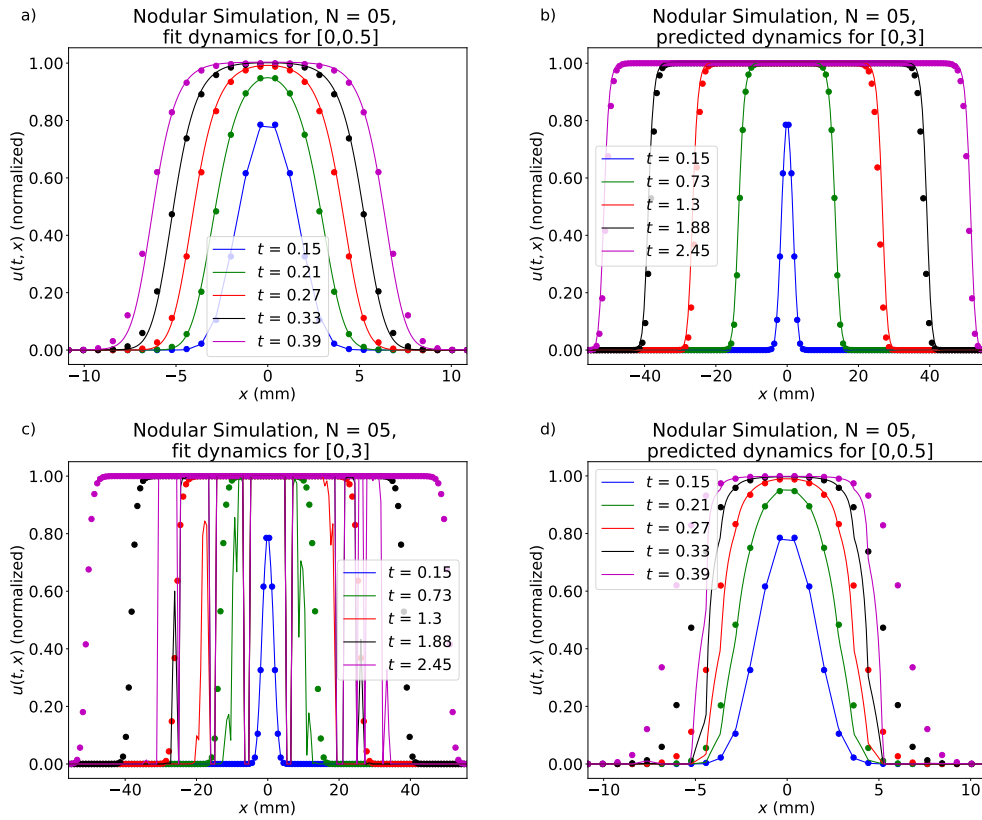 a)
Nodular Simulation, N = 05,
fit dynamics for [0,0.5]
1.00
0.80
0.60
0.40
0.20
0.00
u(t, x) (normalized)
t = 0.15
t = 0.21
t = 0.27
t = 0.33
t = 0.39
−10
−5
0
5
10
x (mm)
b)
Nodular Simulation, N = 05,
predicted dynamics for [0,3]
1.00
0.80
0.60
0.40
0.20
0.00
u(t, x) (normalized)
t = 0.15
t = 0.73
t = 1.3
t = 1.88
t = 2.45
−40
−20
0
20
40
x (mm)
c)
Nodular Simulation, N = 05,
fit dynamics for [0,3]
1.00
0.80
0.60
0.40
0.20
0.00
u(t, x) (normalized)
t = 0.15
t = 0.73
t = 1.3
t = 1.88
t = 2.45
−40
−20
0
20
40
x (mm)
d)
Nodular Simulation, N = 05,
predicted dynamics for [0,0.5]
1.00
0.80
0.60
0.40
0.20
0.00
u(t, x) (normalized)
t = 0.15
t = 0.21
t = 0.27
t = 0.33
t = 0.39
−10
−5
0
5
10
x (mm)